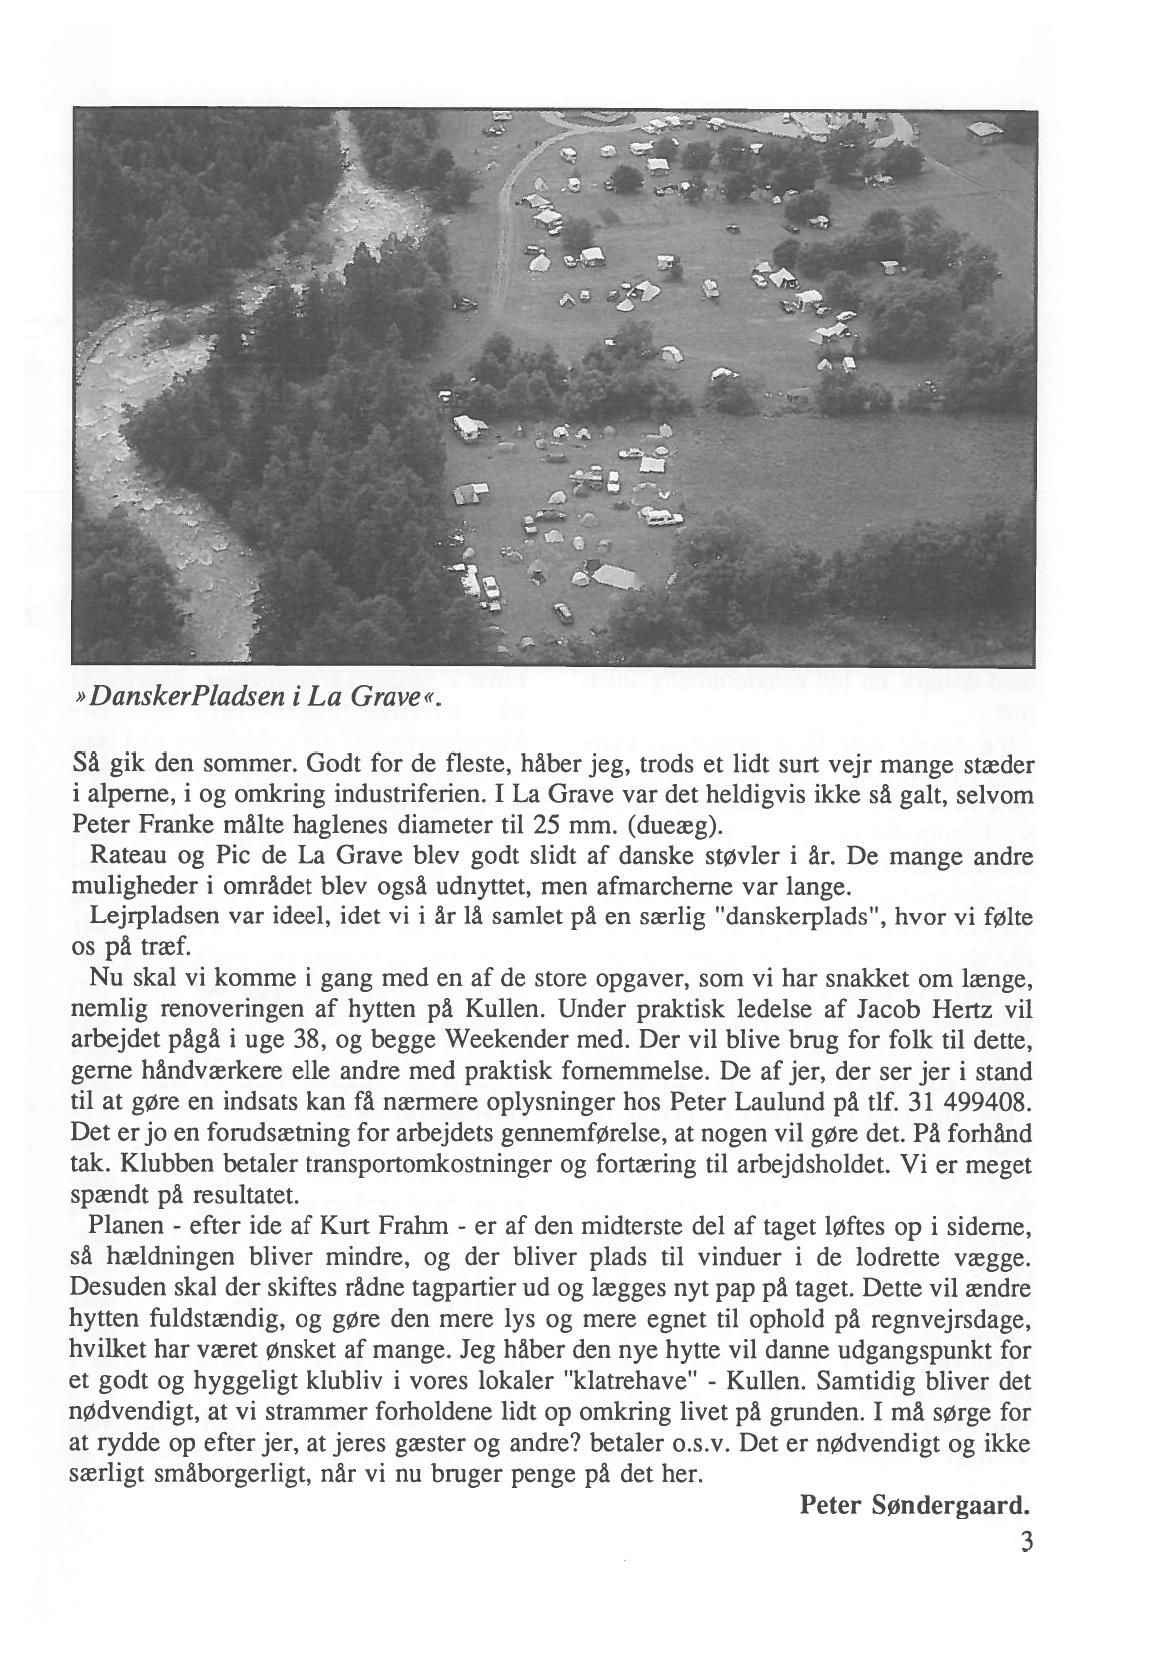 »DanskerPladsen i La Grave«.
Så gik den sommer. Godt for de fleste, håber jeg, trods et lidt surt vejr mange stæder
i alperne, i og omkring industriferien. I La Grave var det heldigvis ikke så galt, selvom
Peter Franke målte haglenes diameter til 25 mm. (dueæg).
Rateau og Pic de La Grave blev godt slidt af danske støvler i år. De mange andre
muligheder i området blev også udnyttet, men afmarcherne var lange.
Lejrpladsen var ideel, idet vi i år lå samlet på en særlig "danskerplads", hvor vi følte
os på træf.
Nu skal vi komme i gang med en af de store opgaver, som vi har snakket om længe,
nemlig renoveringen af hytten på Kullen. Under praktisk ledelse af Jacob Hertz vil
arbejdet pågå i uge 38, og begge Weekender med. Der vil blive brug for folk til dette,
gerne håndværkere elle andre med praktisk fornemmelse. De af jer, der ser jer i stand
til at gøre en indsats kan få nærmere oplysninger hos Peter Laulund på tlf. 31 499408.
Det er jo en forudsætning for arbejdets gennemførelse, at nogen vil gøre det. På forhånd
tak. Klubben betaler transportomkostninger og fortæring til arbejdsholdet. Vi er meget
spændt på resultatet.
Planen - efter ide af Kurt Frahm - er af den midterste del af taget løftes op i siderne,
så hældningen bliver mindre, og der bliver plads til vinduer i de lodrette vægge.
Desuden skal der skiftes rådne tagpartier ud og lægges nyt pap på taget. Dette vil ændre
hytten fuldstændig, og gøre den mere lys og mere egnet til ophold på regnvejrsdage,
hvilket har været ønsket af mange. Jeg håber den nye hytte vil danne udgangspunkt for
et godt og hyggeligt klubliv i vores lokaler "klatrehave" - Kullen. Samtidig bliver det
nødvendigt, at vi strammer forholdene lidt op omkring livet på grunden. I må sørge for
at rydde op efter jer, at jeres gæster og andre? betaler o.s.v. Det er nødvendigt og ikke
særligt småborgerligt, når vi nu bruger penge på det her.
Peter Søndergaard.
3